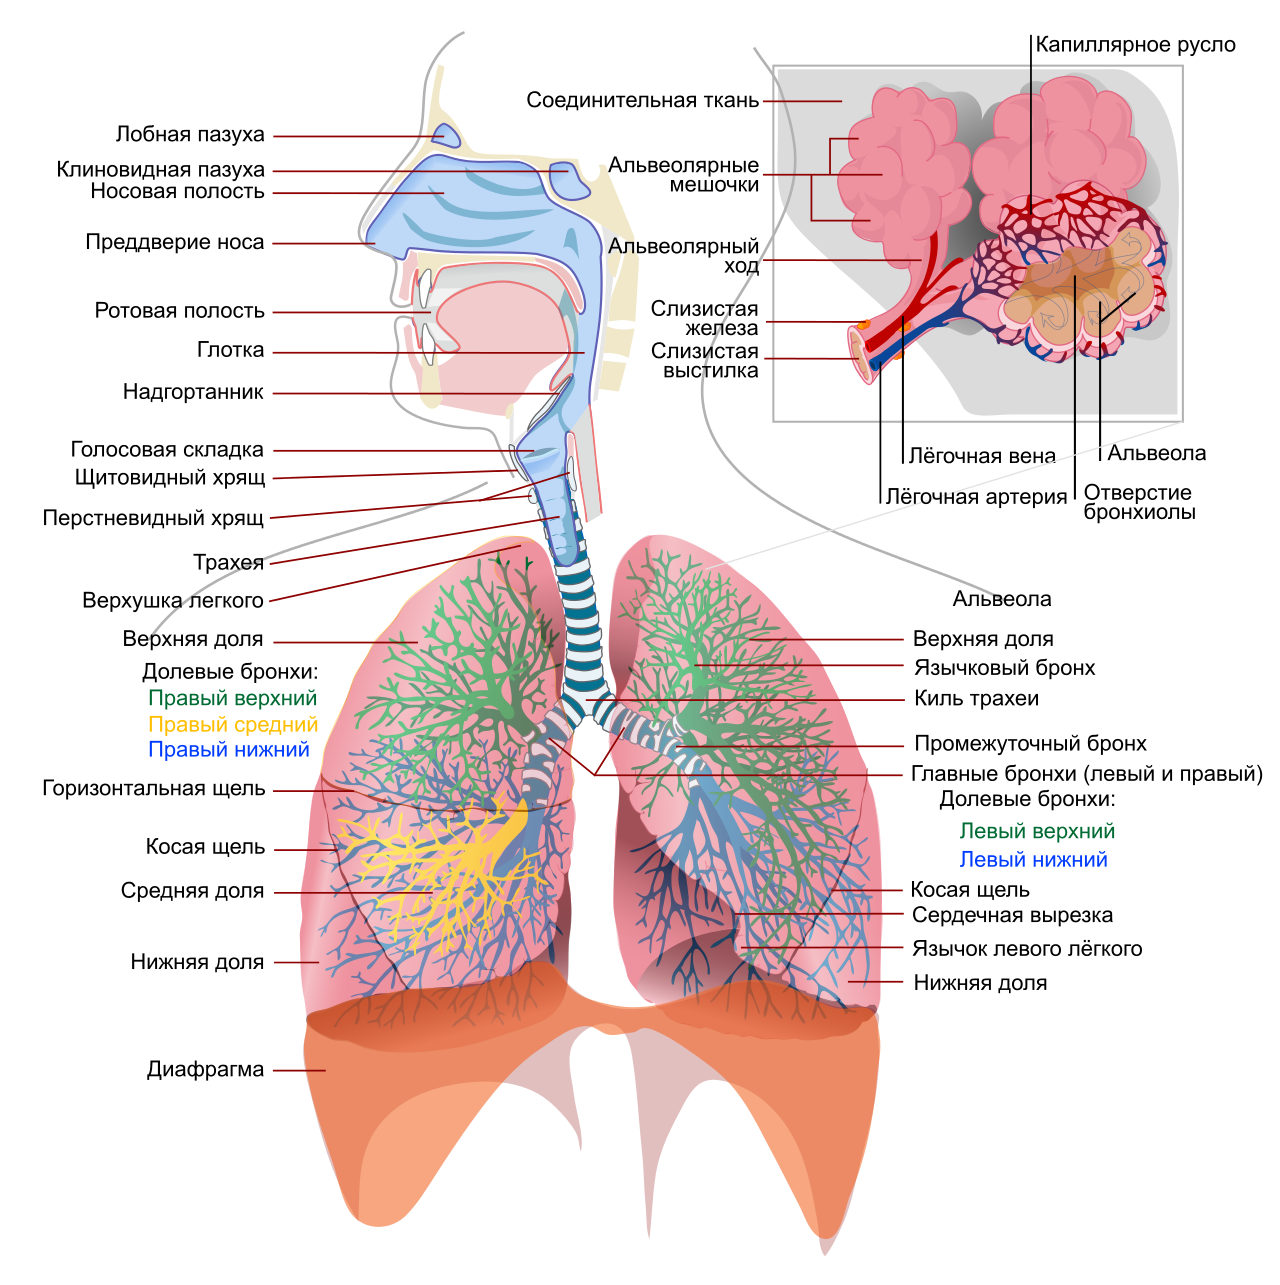 Лобная пазуха
Клиновидная пазуха
Носовая полость
Преддверие носа
Ротовая полость
Глотка
Надгортанник
Голосовая складка
Щитовидный хрящ
Перстневидный хрящ
Трахея
Верхушка легкого
Верхняя доля
Долевые бронхи:
Правый верхний
Правый средний
Правый нижний
Горизонтальная щель
Косая щель
Средняя доля
Нижняя доля
Диафрагма
Капиллярное русло
Соединительная ткань
Альвеолярные
мешочки
Альвеолярный
ход
Слизистая
железа
Слизистая
выстилка
Лёгочная вена
Альвеола
Лёгочная артерия
Отверстие
бронхиолы
Альвеола
Верхняя доля
Язычковый бронх
Киль трахеи
Промежуточный бронх
Главные бронхи (левый и правый)
Долевые бронхи:
Левый верхний
Левый нижний
Косая щель
Сердечная вырезка
Язычок левого лёгкого
Нижняя доля